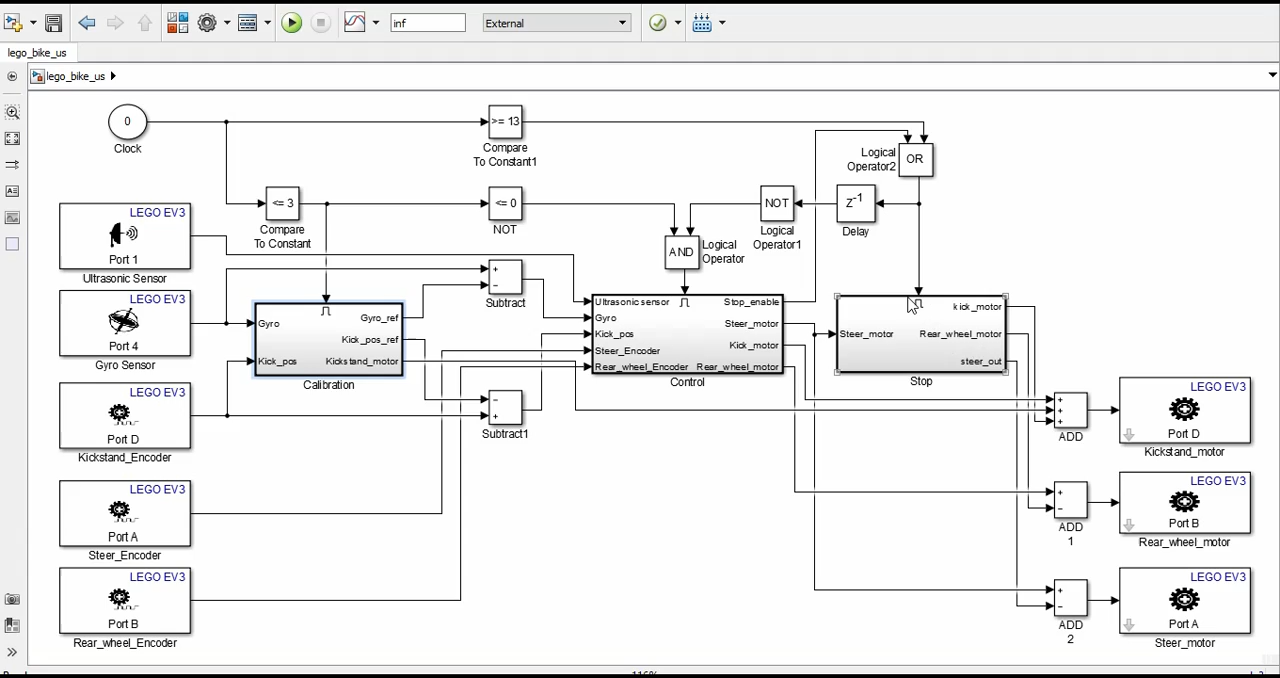 inf
External
lego_bike_us
lego_bike_us
0
Clock
>= 13
Compare
To Constant1
Logical
Operator2
OR
<= 3
Compare
To Constant
<= 0
NOT
NOT
Logical
Operator1
Z-1
Delay
AND
Logical
Operator
LEGO EV3
Port 1
Ultrasonic Sensor
LEGO EV3
Port 4
Gyro Sensor
LEGO EV3
Port D
Kickstand_Encoder
LEGO EV3
Port A
Steer_Encoder
LEGO EV3
Port B
Rear_wheel_Encoder
Gyro
Kick_pos
Gyro_ref
Kick_pos_ref
Kickstand_motor
Calibration
+
−
Subtract
−
+
Subtract1
Ultrasonic sensor
Gyro
Kick_pos
Steer_Encoder
Rear_wheel_Encoder
Stop_enable
Steer_motor
Kick_motor
Rear_wheel_motor
Control
Steer_motor
kick_motor
Rear_wheel_motor
steer_out
Stop
+
+
+
ADD
+
−
ADD
1
+
−
ADD
2
LEGO EV3
Port D
Kickstand_motor
LEGO EV3
Port B
Rear_wheel_motor
LEGO EV3
Port A
Steer_motor